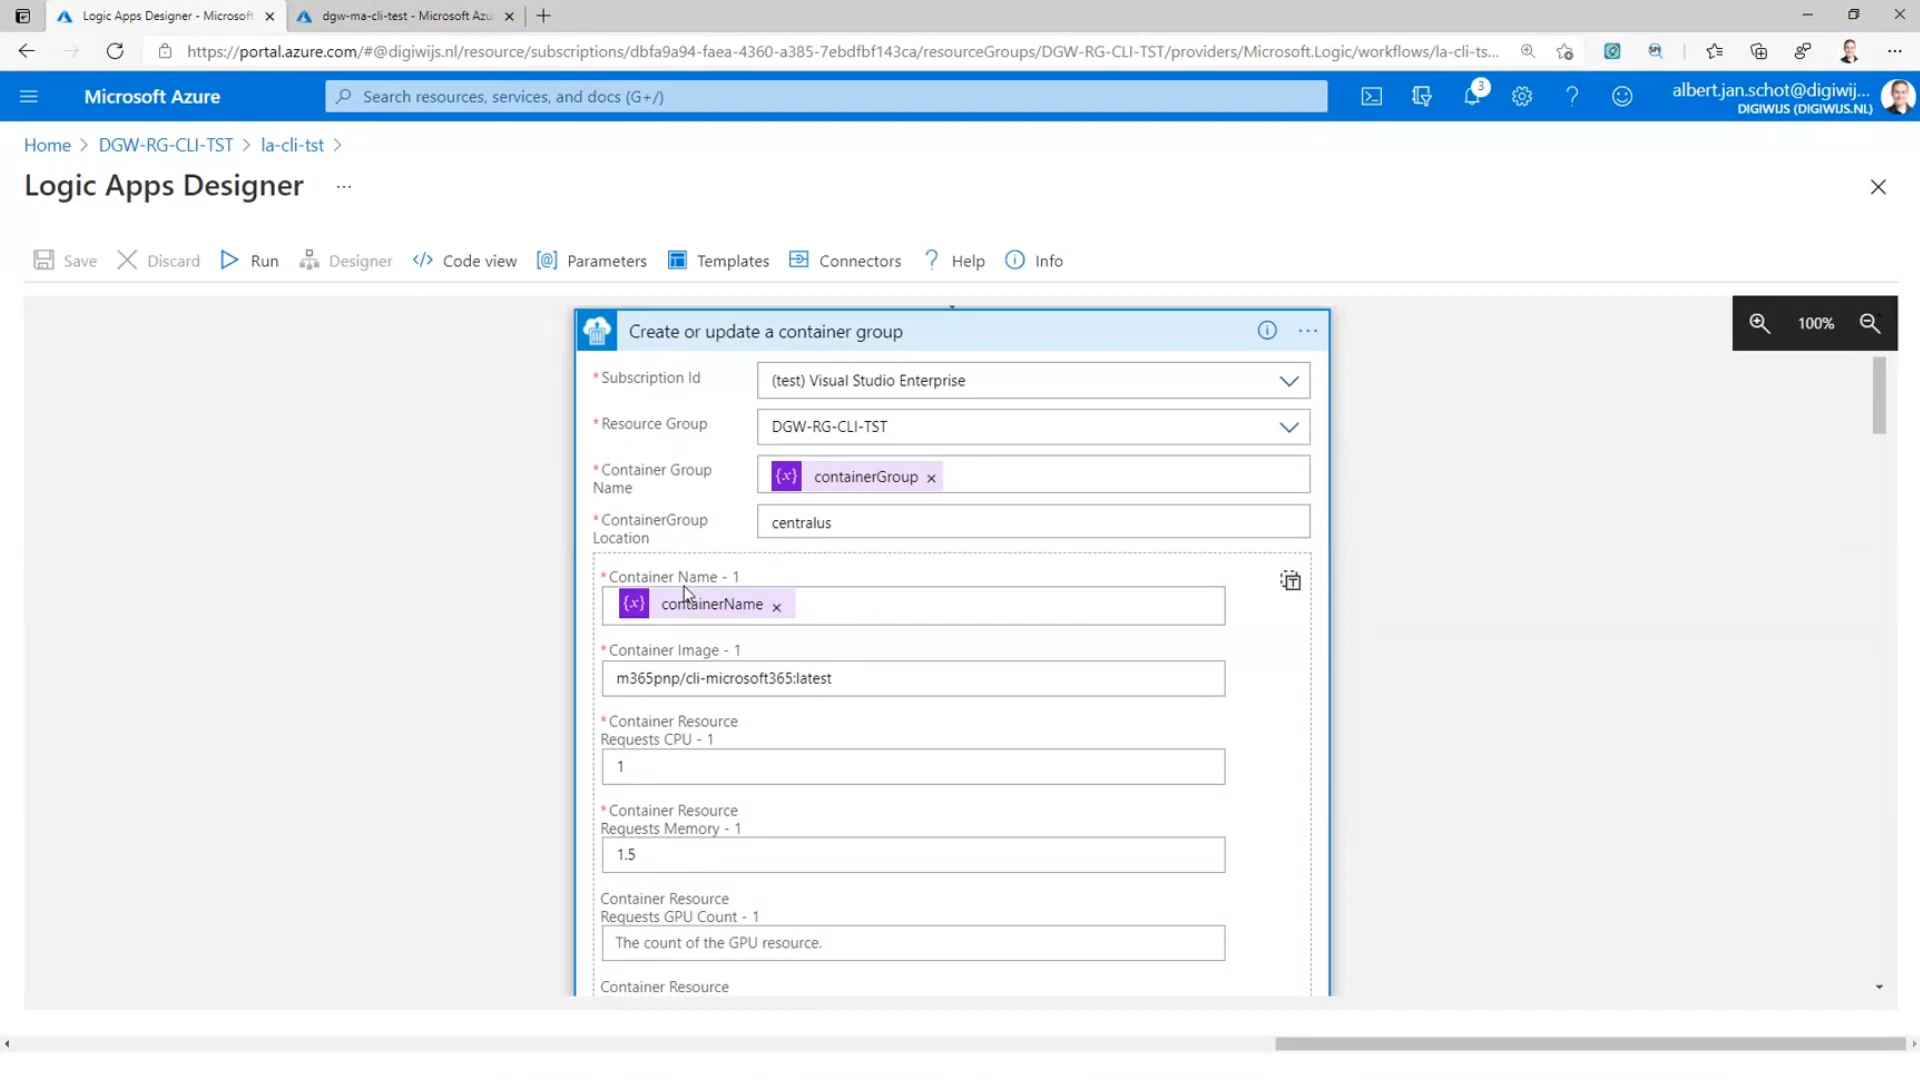 Logic Apps Designer - Microsoft
dgw-ma-cli-test - Microsoft Azu
https://portal.azure.com/#@digiwijs.nl/resource/subscriptions/dbfa9a94-faea-4360-a385-7ebdfbf143ca/resourceGroups/DGW-RG-CLI-TST/providers/Microsoft.Logic/workflows/la-cli-ts...
Microsoft Azure
Search resources, services, and docs (G+/)
3
albert.jan.schot@digiwij...
DIGIWIJS (DIGIWIJS.NL)
Home > DGW-RG-CLI-TST > la-cli-tst >
Logic Apps Designer ...
Save Discard Run Designer Code view Parameters Templates Connectors Help Info
Create or update a container group
100%
*Subscription Id
(test) Visual Studio Enterprise
*Resource Group
DGW-RG-CLI-TST
*Container Group
Name
{x} containerGroup ×
*ContainerGroup
Location
centralus
*Container Name - 1
{x} containerName ×
*Container Image - 1
m365pnp/cli-microsoft365:latest
*Container Resource
Requests CPU - 1
1
*Container Resource
Requests Memory - 1
1.5
Container Resource
Requests GPU Count - 1
The count of the GPU resource.
Container Resource